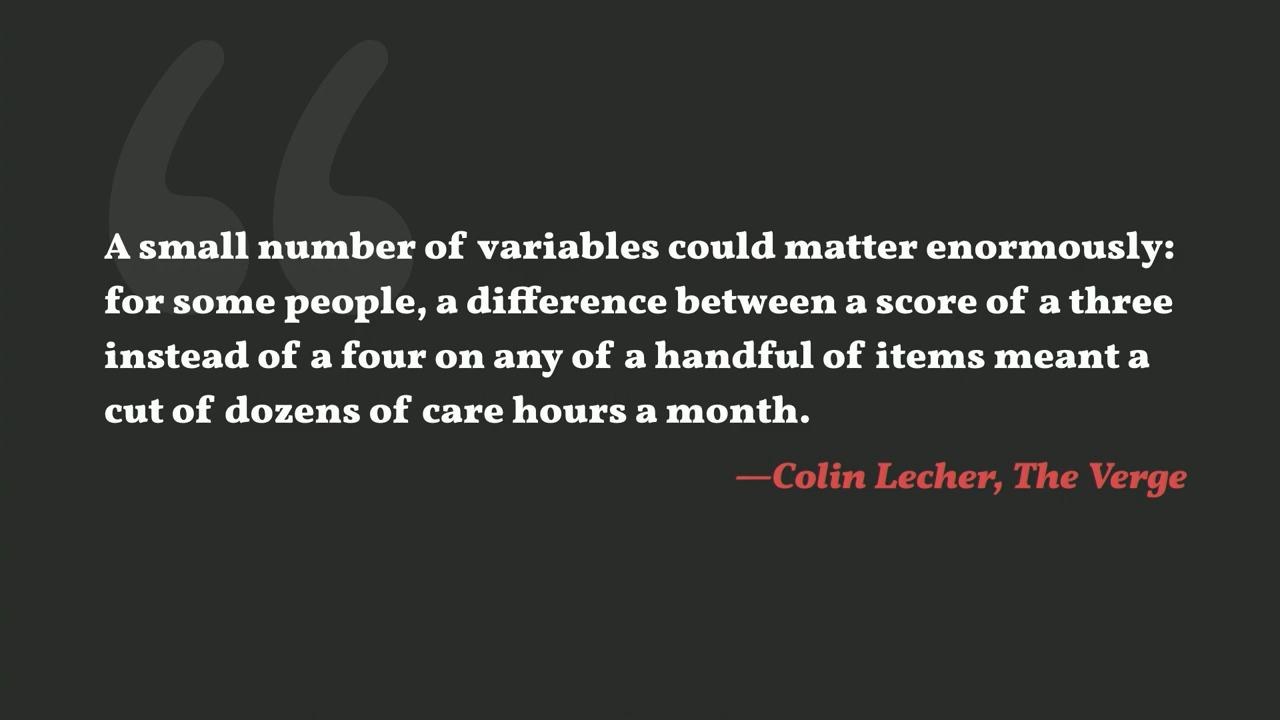 A small number of variables could matter enormously:
for some people, a difference between a score of a three
instead of a four on any of a handful of items meant a
cut of dozens of care hours a month.
—Colin Lecher, The Verge